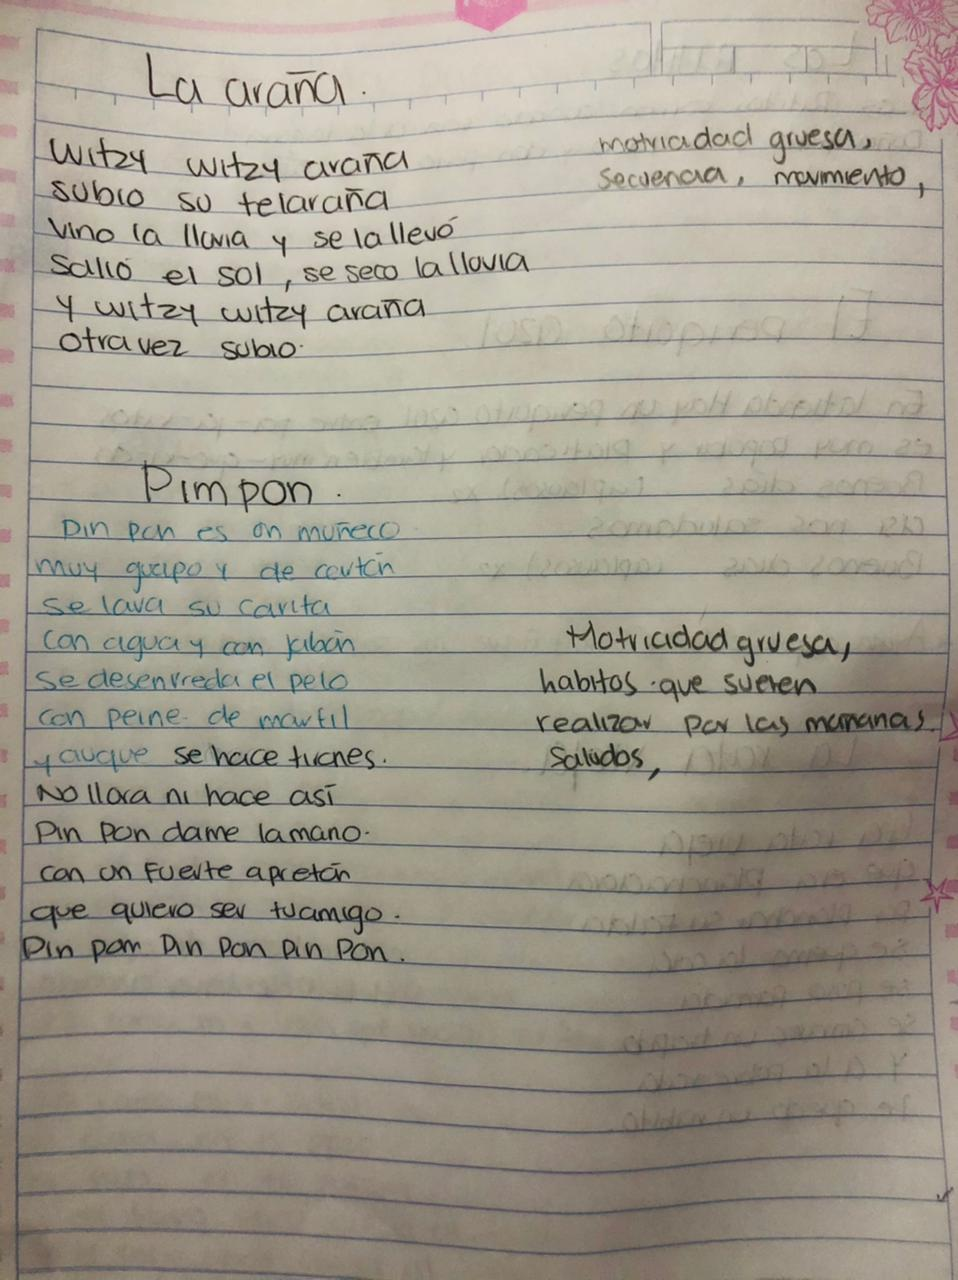 La araña.
Witzy witzy araña
subio su telaraña
Vino la lluvia y se la llevó
Salió el sol, se seco la lluvia
y witzy witzy araña
otra vez subio.
motriadad gruesa,
secuencia, movimiento,
Pim pon.
Pin pon es un muñeco
muy guapo y de cartón
se lava su carita
con agua y con jabón
se desenreda el pelo
con peine de marfil
y auque se hace tirones.
No llora ni hace así
Pin Pon dame la mano.
con un fuerte apretón
que quiero ser tu amigo.
Pin pom Pin Pon Pin Pon.
Motricidad gruesa,
habitos que suelen
realizar por las mañanas.
Saludos,